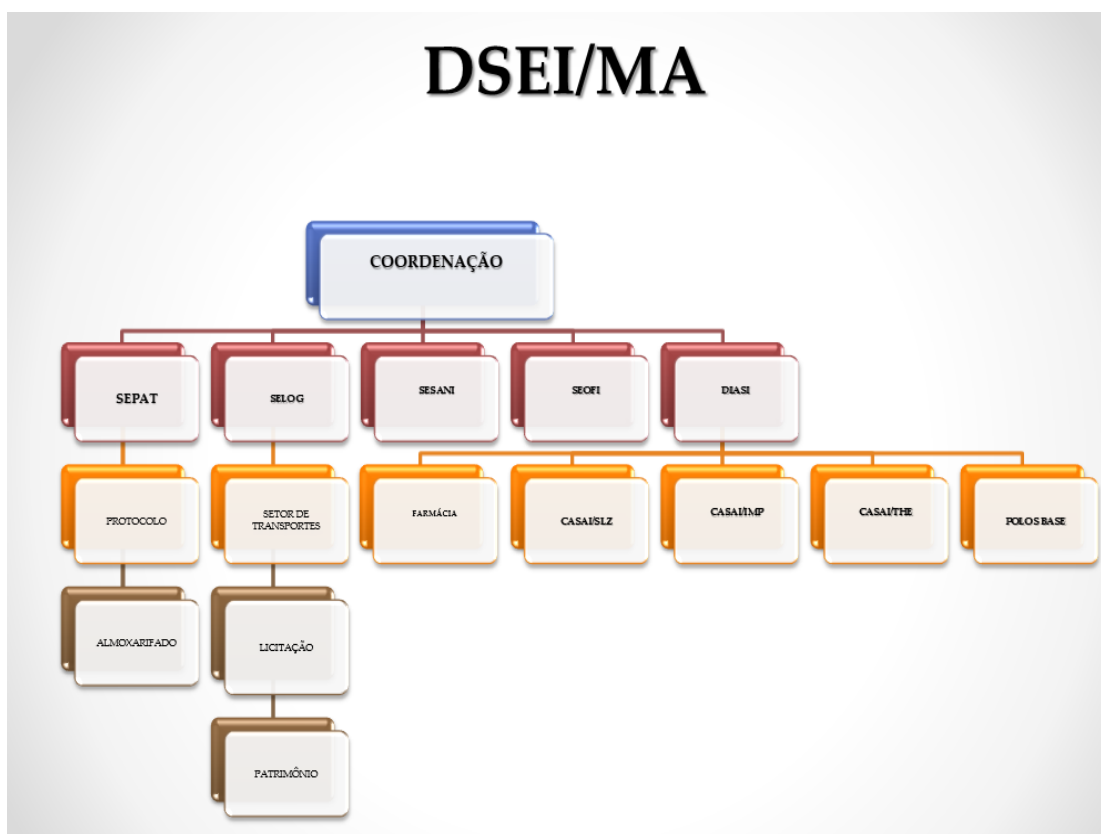 DSEI/MA
COORDENAÇÃO
SEPAT
SELOG
SESANI
SEOFI
DIASI
PROTOCOLO
SETOR DE
TRANSPORTES
FARMÁCIA
CASAI/SLZ
CASAI/IMP
CASAI/THE
POLOS BASE
ALMOXARIFADO
LICITAÇÃO
PATRIMÔNIO